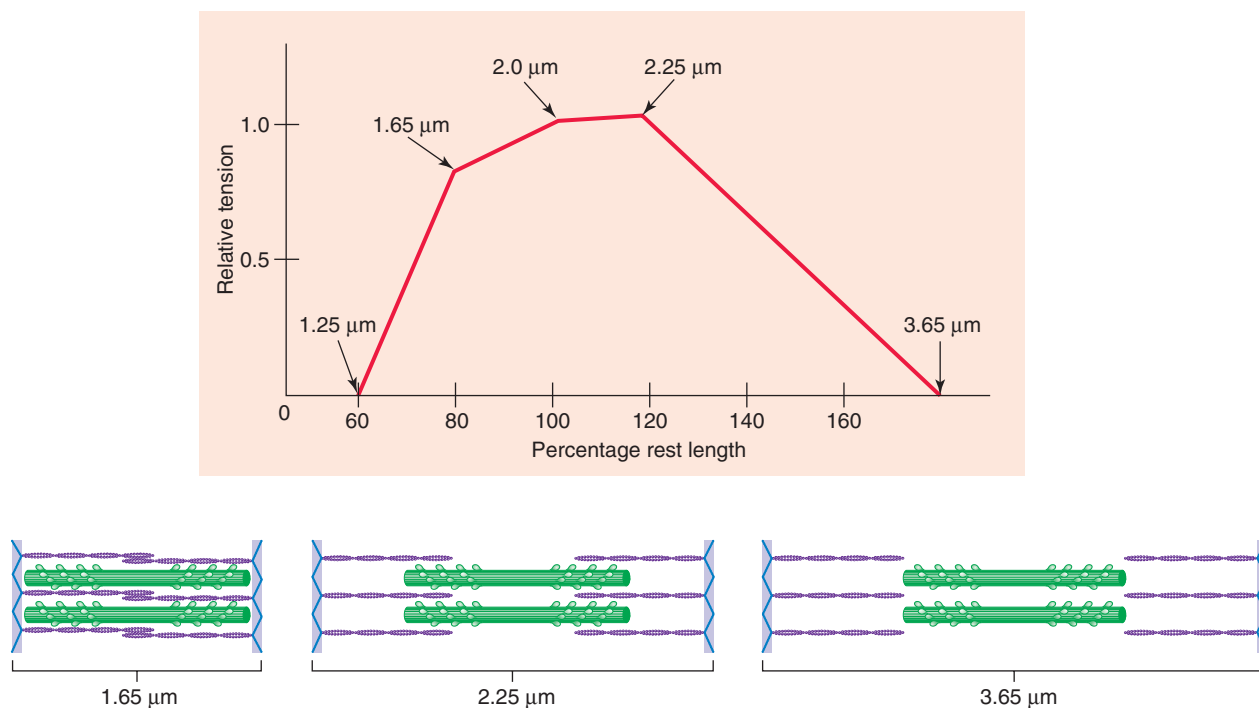 2.0 μm
2.25 μm
1.65 μm
1.0
Relative tension
0.5
1.25 μm
3.65 μm
0
60
80
100
120
140
160
Percentage rest length
1.65 μm
2.25 μm
3.65 μm